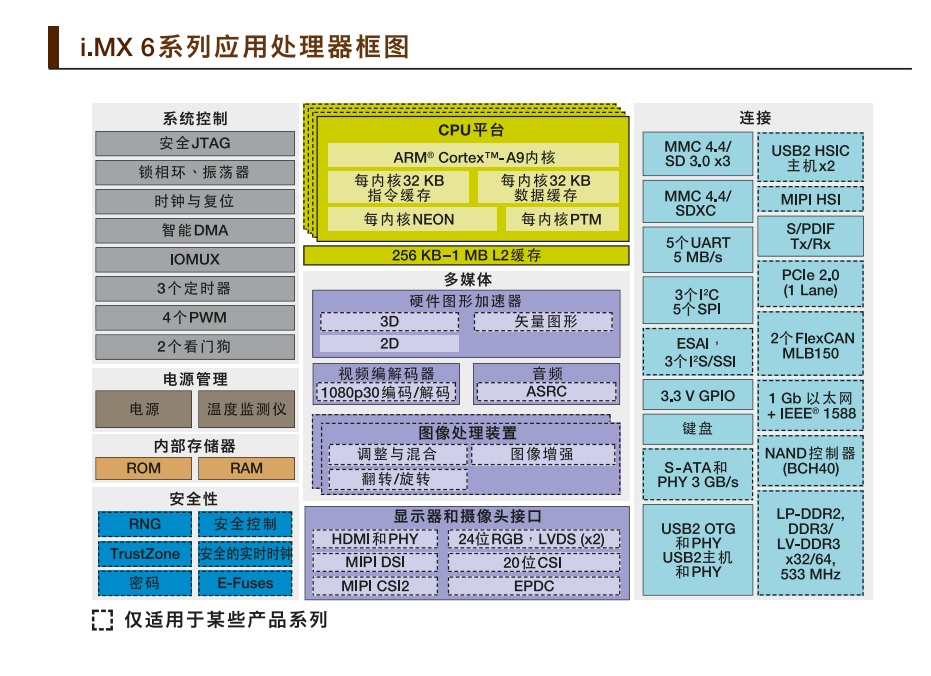 i.MX 6系列应用处理器框图
系统控制
安全JTAG
锁相环、振荡器
时钟与复位
智能DMA
IOMUX
3个定时器
4个PWM
2个看门狗
电源管理
电源
温度监测仪
内部存储器
ROM
RAM
安全性
RNG
安全控制
TrustZone
安全的实时时钟
密码
E-Fuses
CPU平台
ARM® Cortex™-A9内核
每内核32 KB
指令缓存
每内核32 KB
数据缓存
每内核NEON
每内核PTM
256 KB–1 MB L2缓存
多媒体
硬件图形加速器
3D
矢量图形
2D
视频编解码器
1080p30编码/解码
音频
ASRC
图像处理装置
调整与混合
图像增强
翻转/旋转
显示器和摄像头接口
HDMI和PHY
24位RGB，LVDS (x2)
MIPI DSI
20位CSI
MIPI CSI2
EPDC
连接
MMC 4.4/
SD 3.0 x3
MMC 4.4/
SDXC
5个UART
5 MB/s
3个I²C
5个SPI
ESAI，
3个I²S/SSI
3.3 V GPIO
键盘
S-ATA和
PHY 3 GB/s
USB2 OTG
和PHY
USB2主机
和PHY
USB2 HSIC
主机x2
MIPI HSI
S/PDIF
Tx/Rx
PCIe 2.0
(1 Lane)
2个FlexCAN
MLB150
1 Gb 以太网
+ IEEE® 1588
NAND控制器
(BCH40)
LP-DDR2,
DDR3/
LV-DDR3
x32/64,
533 MHz
仅适用于某些产品系列